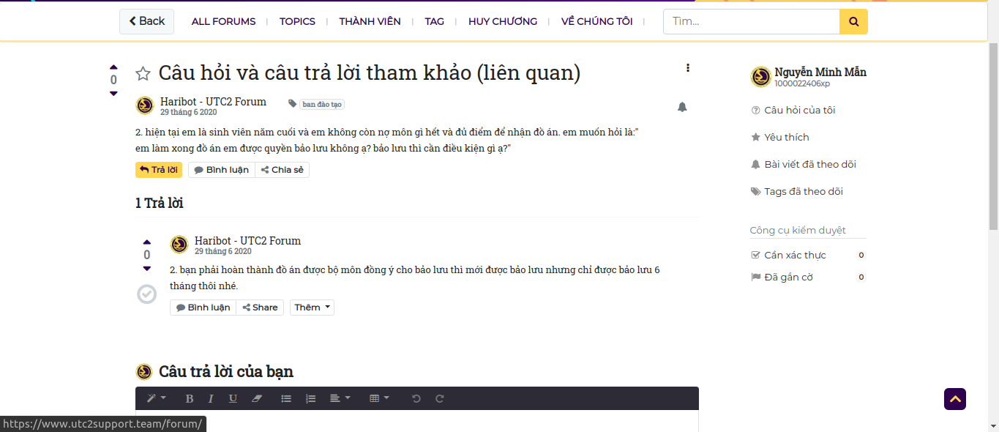 Back
ALL FORUMS
TOPICS
THÀNH VIÊN
TAG
HUY CHƯƠNG
VỀ CHÚNG TÔI
Tìm...
0
Câu hỏi và câu trả lời tham khảo (liên quan)
Haribot - UTC2 Forum
29 tháng 6 2020
ban đào tạo
2. hiện tại em là sinh viên năm cuối và em không còn nợ môn gì hết và đủ điểm để nhận đồ án. em muốn hỏi là:"
em làm xong đồ án em được quyền bảo lưu không ạ? bảo lưu thì cần điều kiện gì ạ?"
Trả lời
Bình luận
Chia sẻ
1 Trả lời
0
Haribot - UTC2 Forum
29 tháng 6 2020
2. bạn phải hoàn thành đồ án được bộ môn đồng ý cho bảo lưu thì mới được bảo lưu nhưng chỉ được bảo lưu 6
tháng thôi nhé.
Bình luận
Share
Thêm
Câu trả lời của bạn
B
I
U
Nguyễn Minh Mẫn
1000022406xp
Câu hỏi của tôi
Yêu thích
Bài viết đã theo dõi
Tags đã theo dõi
Công cụ kiểm duyệt
Cần xác thực 0
Đã gắn cờ 0
https://www.utc2support.team/forum/